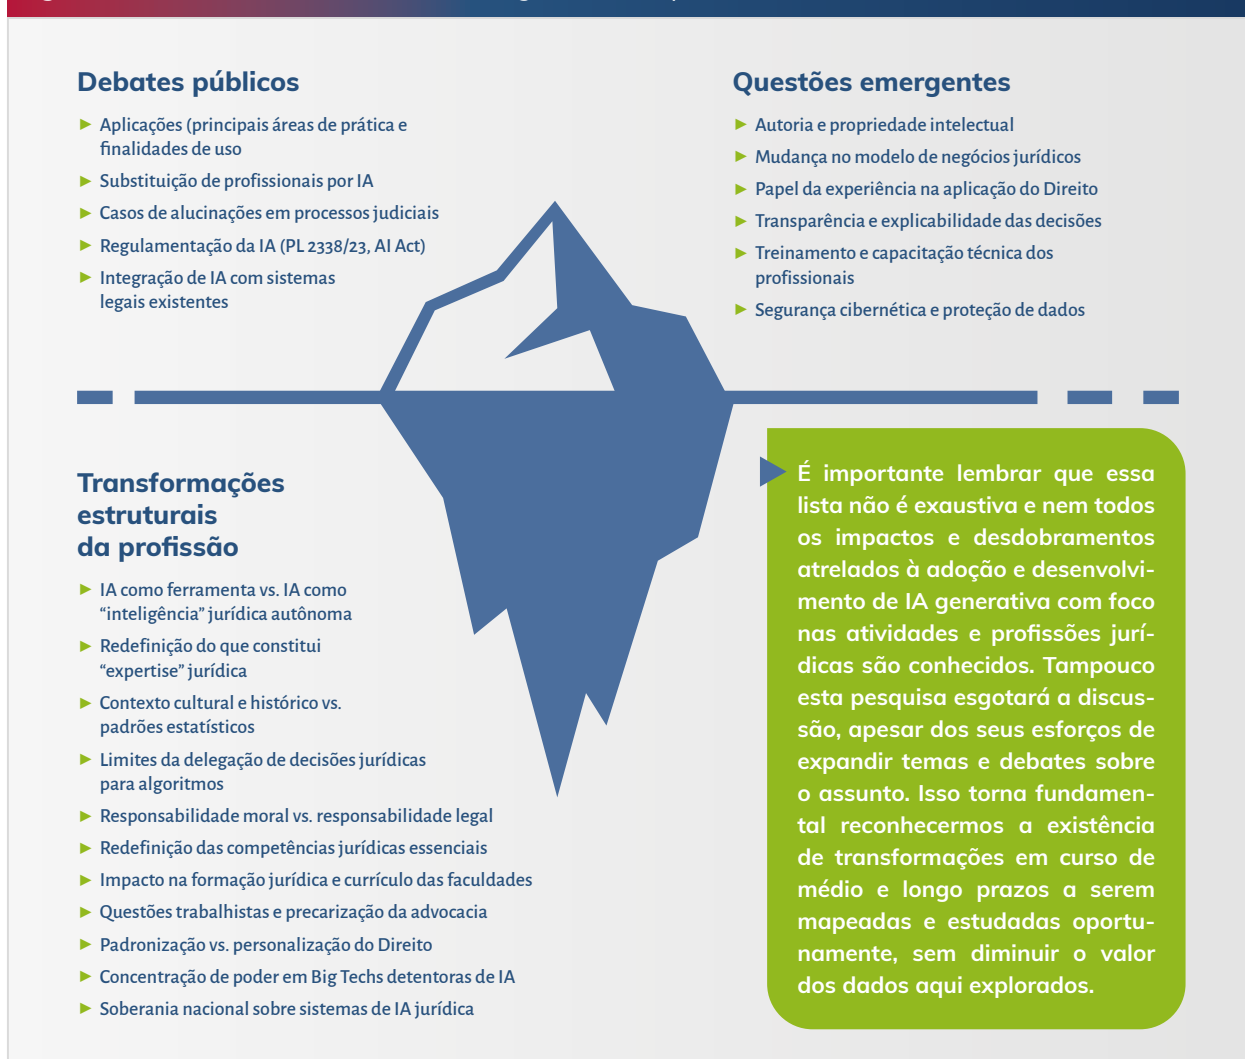 Debates públicos
Aplicações (principais áreas de prática e
finalidades de uso
Substituição de profissionais por IA
Casos de alucinações em processos judiciais
Regulamentação da IA (PL 2338/23, AI Act)
Integração de IA com sistemas
legais existentes
Questões emergentes
Autoria e propriedade intelectual
Mudança no modelo de negócios jurídicos
Papel da experiência na aplicação do Direito
Transparência e explicabilidade das decisões
Treinamento e capacitação técnica dos
profissionais
Segurança cibernética e proteção de dados
Transformações
estruturais
da profissão
IA como ferramenta vs. IA como
“inteligência” jurídica autônoma
Redefinição do que constitui
“expertise” jurídica
Contexto cultural e histórico vs.
padrões estatísticos
Limites da delegação de decisões jurídicas
para algoritmos
Responsabilidade moral vs. responsabilidade legal
Redefinição das competências jurídicas essenciais
Impacto na formação jurídica e currículo das faculdades
Questões trabalhistas e precarização da advocacia
Padronização vs. personalização do Direito
Concentração de poder em Big Techs detentoras de IA
Soberania nacional sobre sistemas de IA jurídica
É importante lembrar que essa
lista não é exaustiva e nem todos
os impactos e desdobramentos
atrelados à adoção e desenvolvi-
mento de IA generativa com foco
nas atividades e profissões jurí-
dicas são conhecidos. Tampouco
esta pesquisa esgotará a discus-
são, apesar dos seus esforços de
expandir temas e debates sobre
o assunto. Isso torna fundamen-
tal reconhecermos a existência
de transformações em curso de
médio e longo prazos a serem
mapeadas e estudadas oportu-
namente, sem diminuir o valor
dos dados aqui explorados.